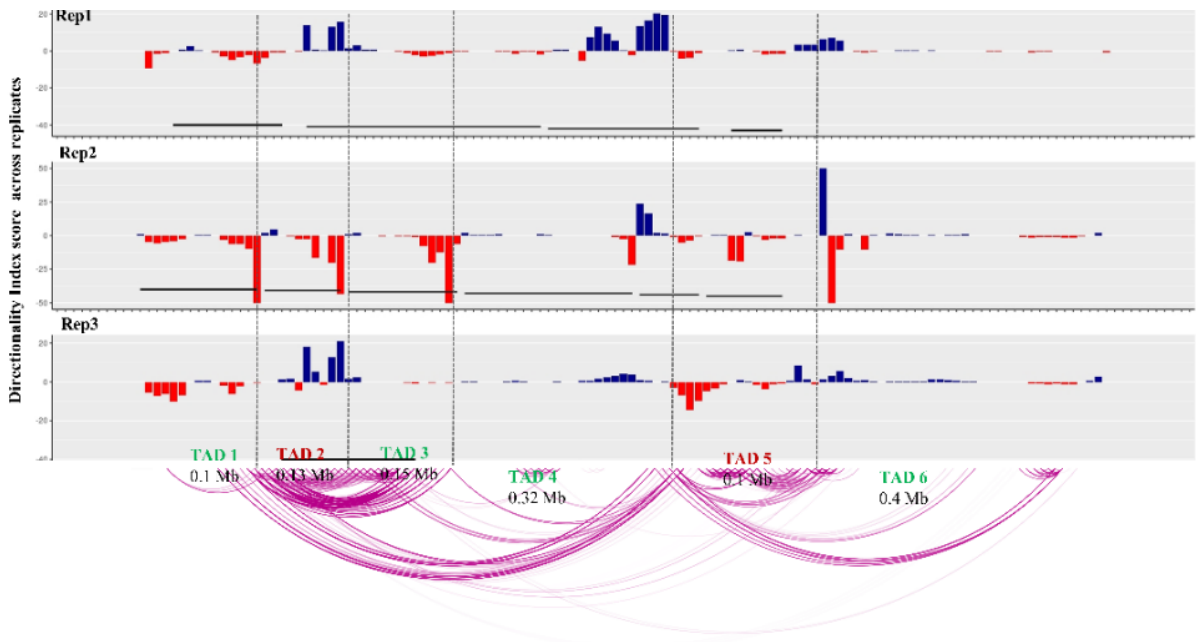 Rep1
20
0
-20
-40
Rep2
50
25
0
-25
-50
Rep3
20
0
-20
-40
Directionality Index score across replicates
TAD 1
0.1 Mb
TAD 2
0.13 Mb
TAD 3
0.15 Mb
TAD 4
0.32 Mb
TAD 5
0.1 Mb
TAD 6
0.4 Mb